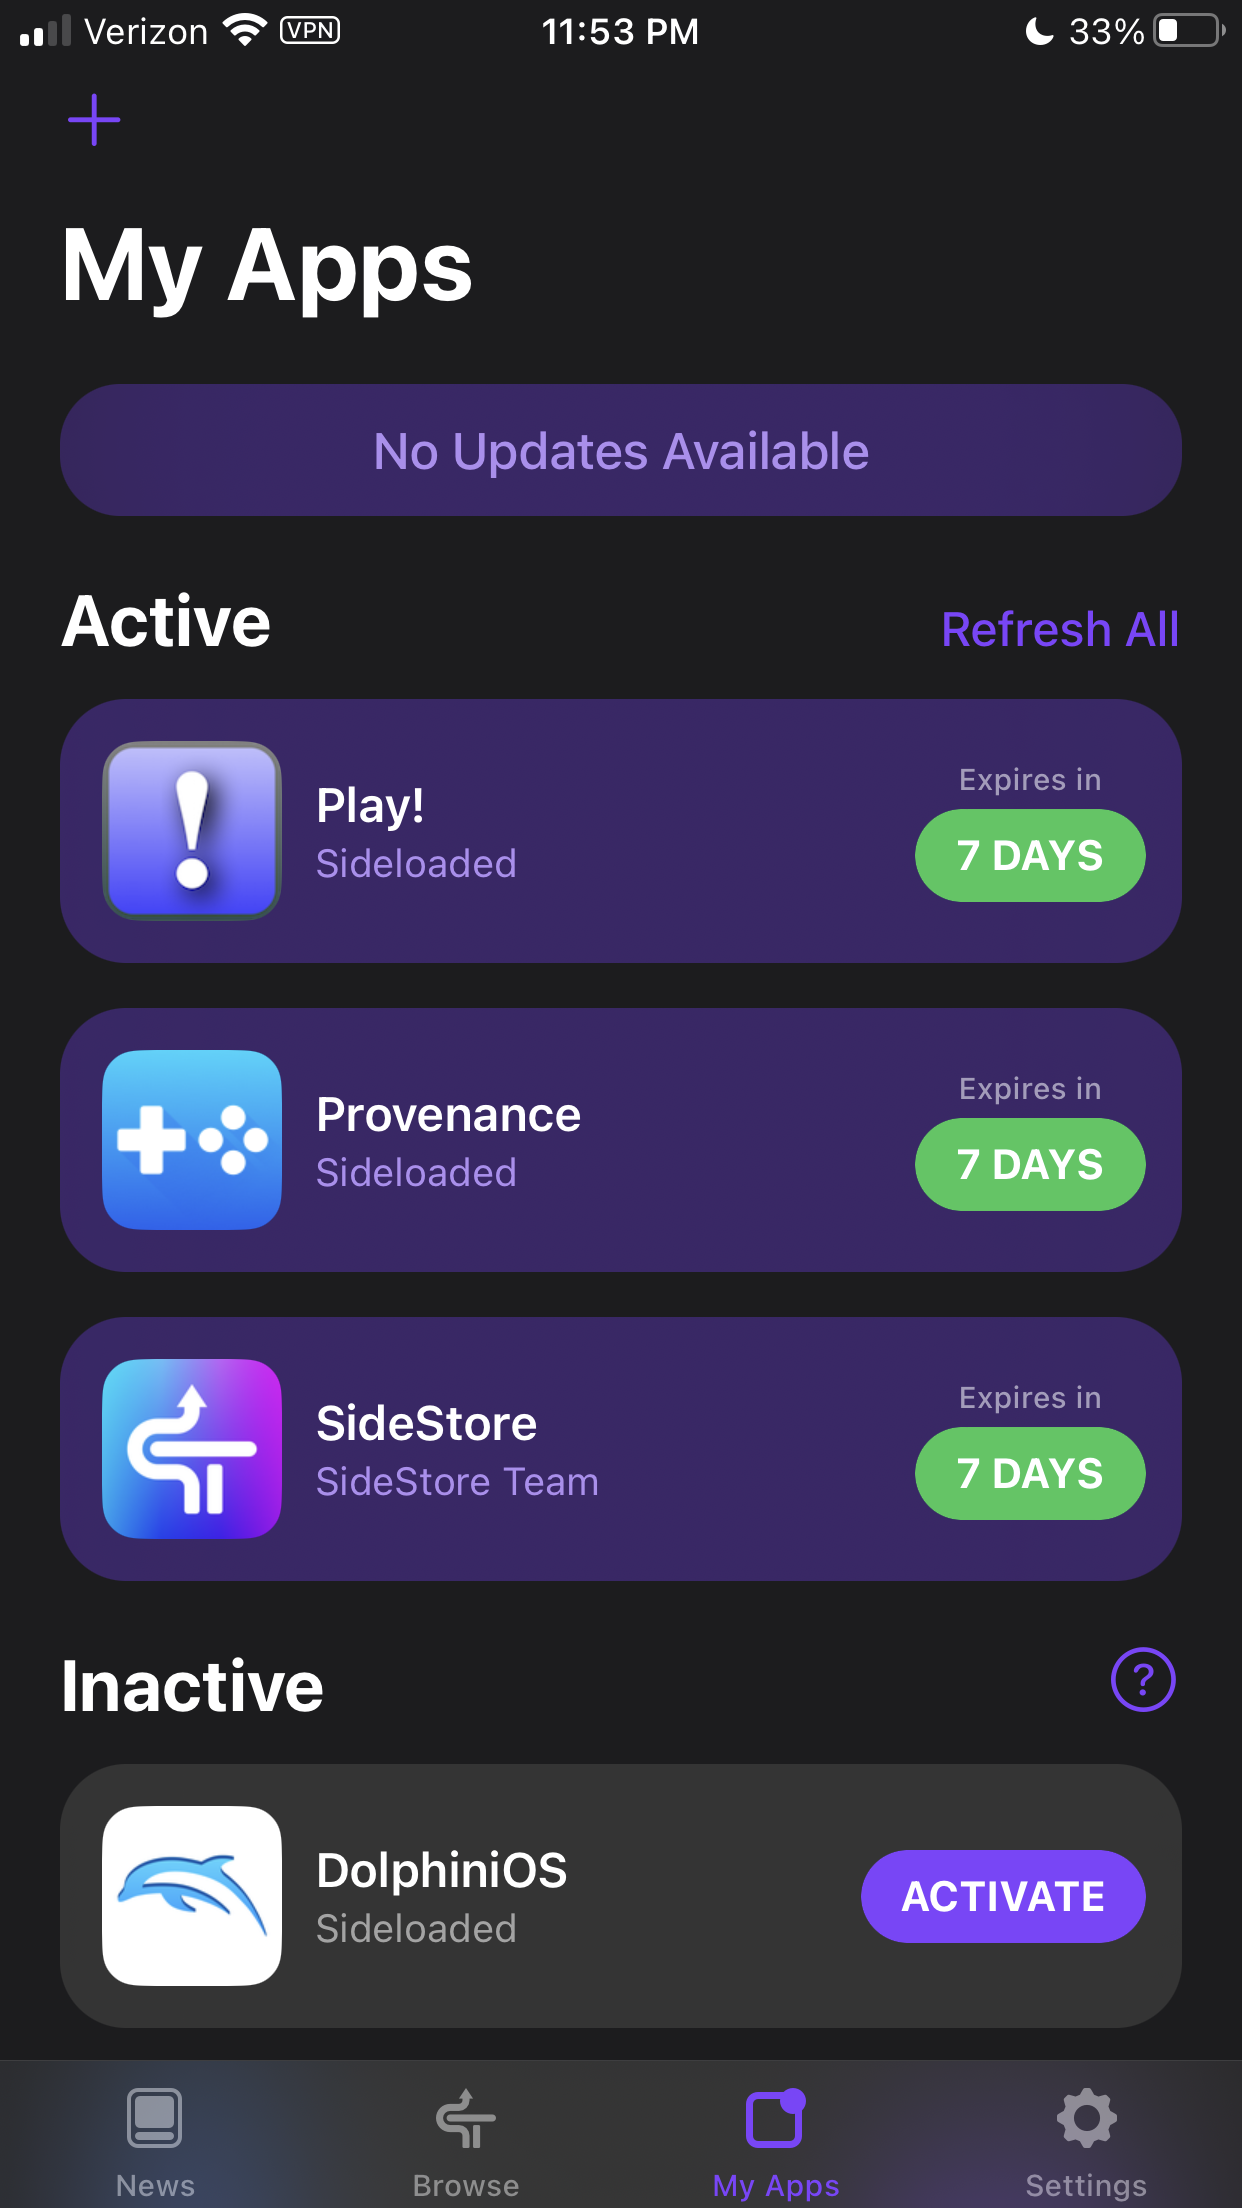 Verizon VPN 11:53 PM 33%
My Apps
No Updates Available
Active
Refresh All
Play!
Sideloaded
Expires in
7 DAYS
Provenance
Sideloaded
Expires in
7 DAYS
SideStore
SideStore Team
Expires in
7 DAYS
Inactive
?
DolphiniOS
Sideloaded
ACTIVATE
News
Browse
My Apps
Settings